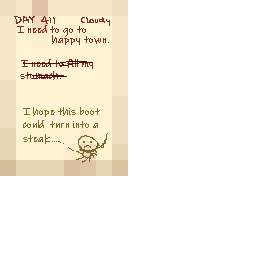 DAY 411 Cloudy
I need to go to
happy town.
I need to fill my
stomach.
I hope this boot
could turn into a
steak.....